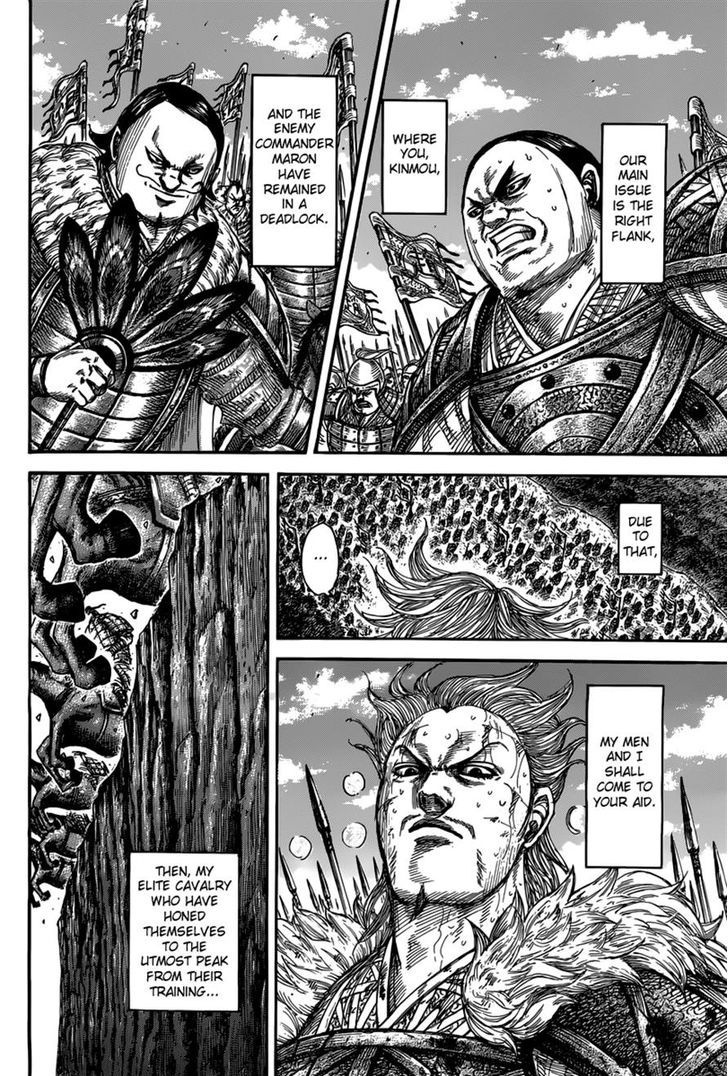 OUR
MAIN
ISSUE
IS THE
RIGHT
FLANK,
WHERE
YOU,
KINMOU,
AND THE
ENEMY
COMMANDER
MARON
HAVE
REMAINED
IN A
DEADLOCK.
DUE
TO
THAT,
...
MY MEN
AND I
SHALL
COME TO
YOUR AID.
THEN, MY
ELITE CAVALRY
WHO HAVE
HONED
THEMSELVES
TO THE
UTMOST PEAK
FROM THEIR
TRAINING...